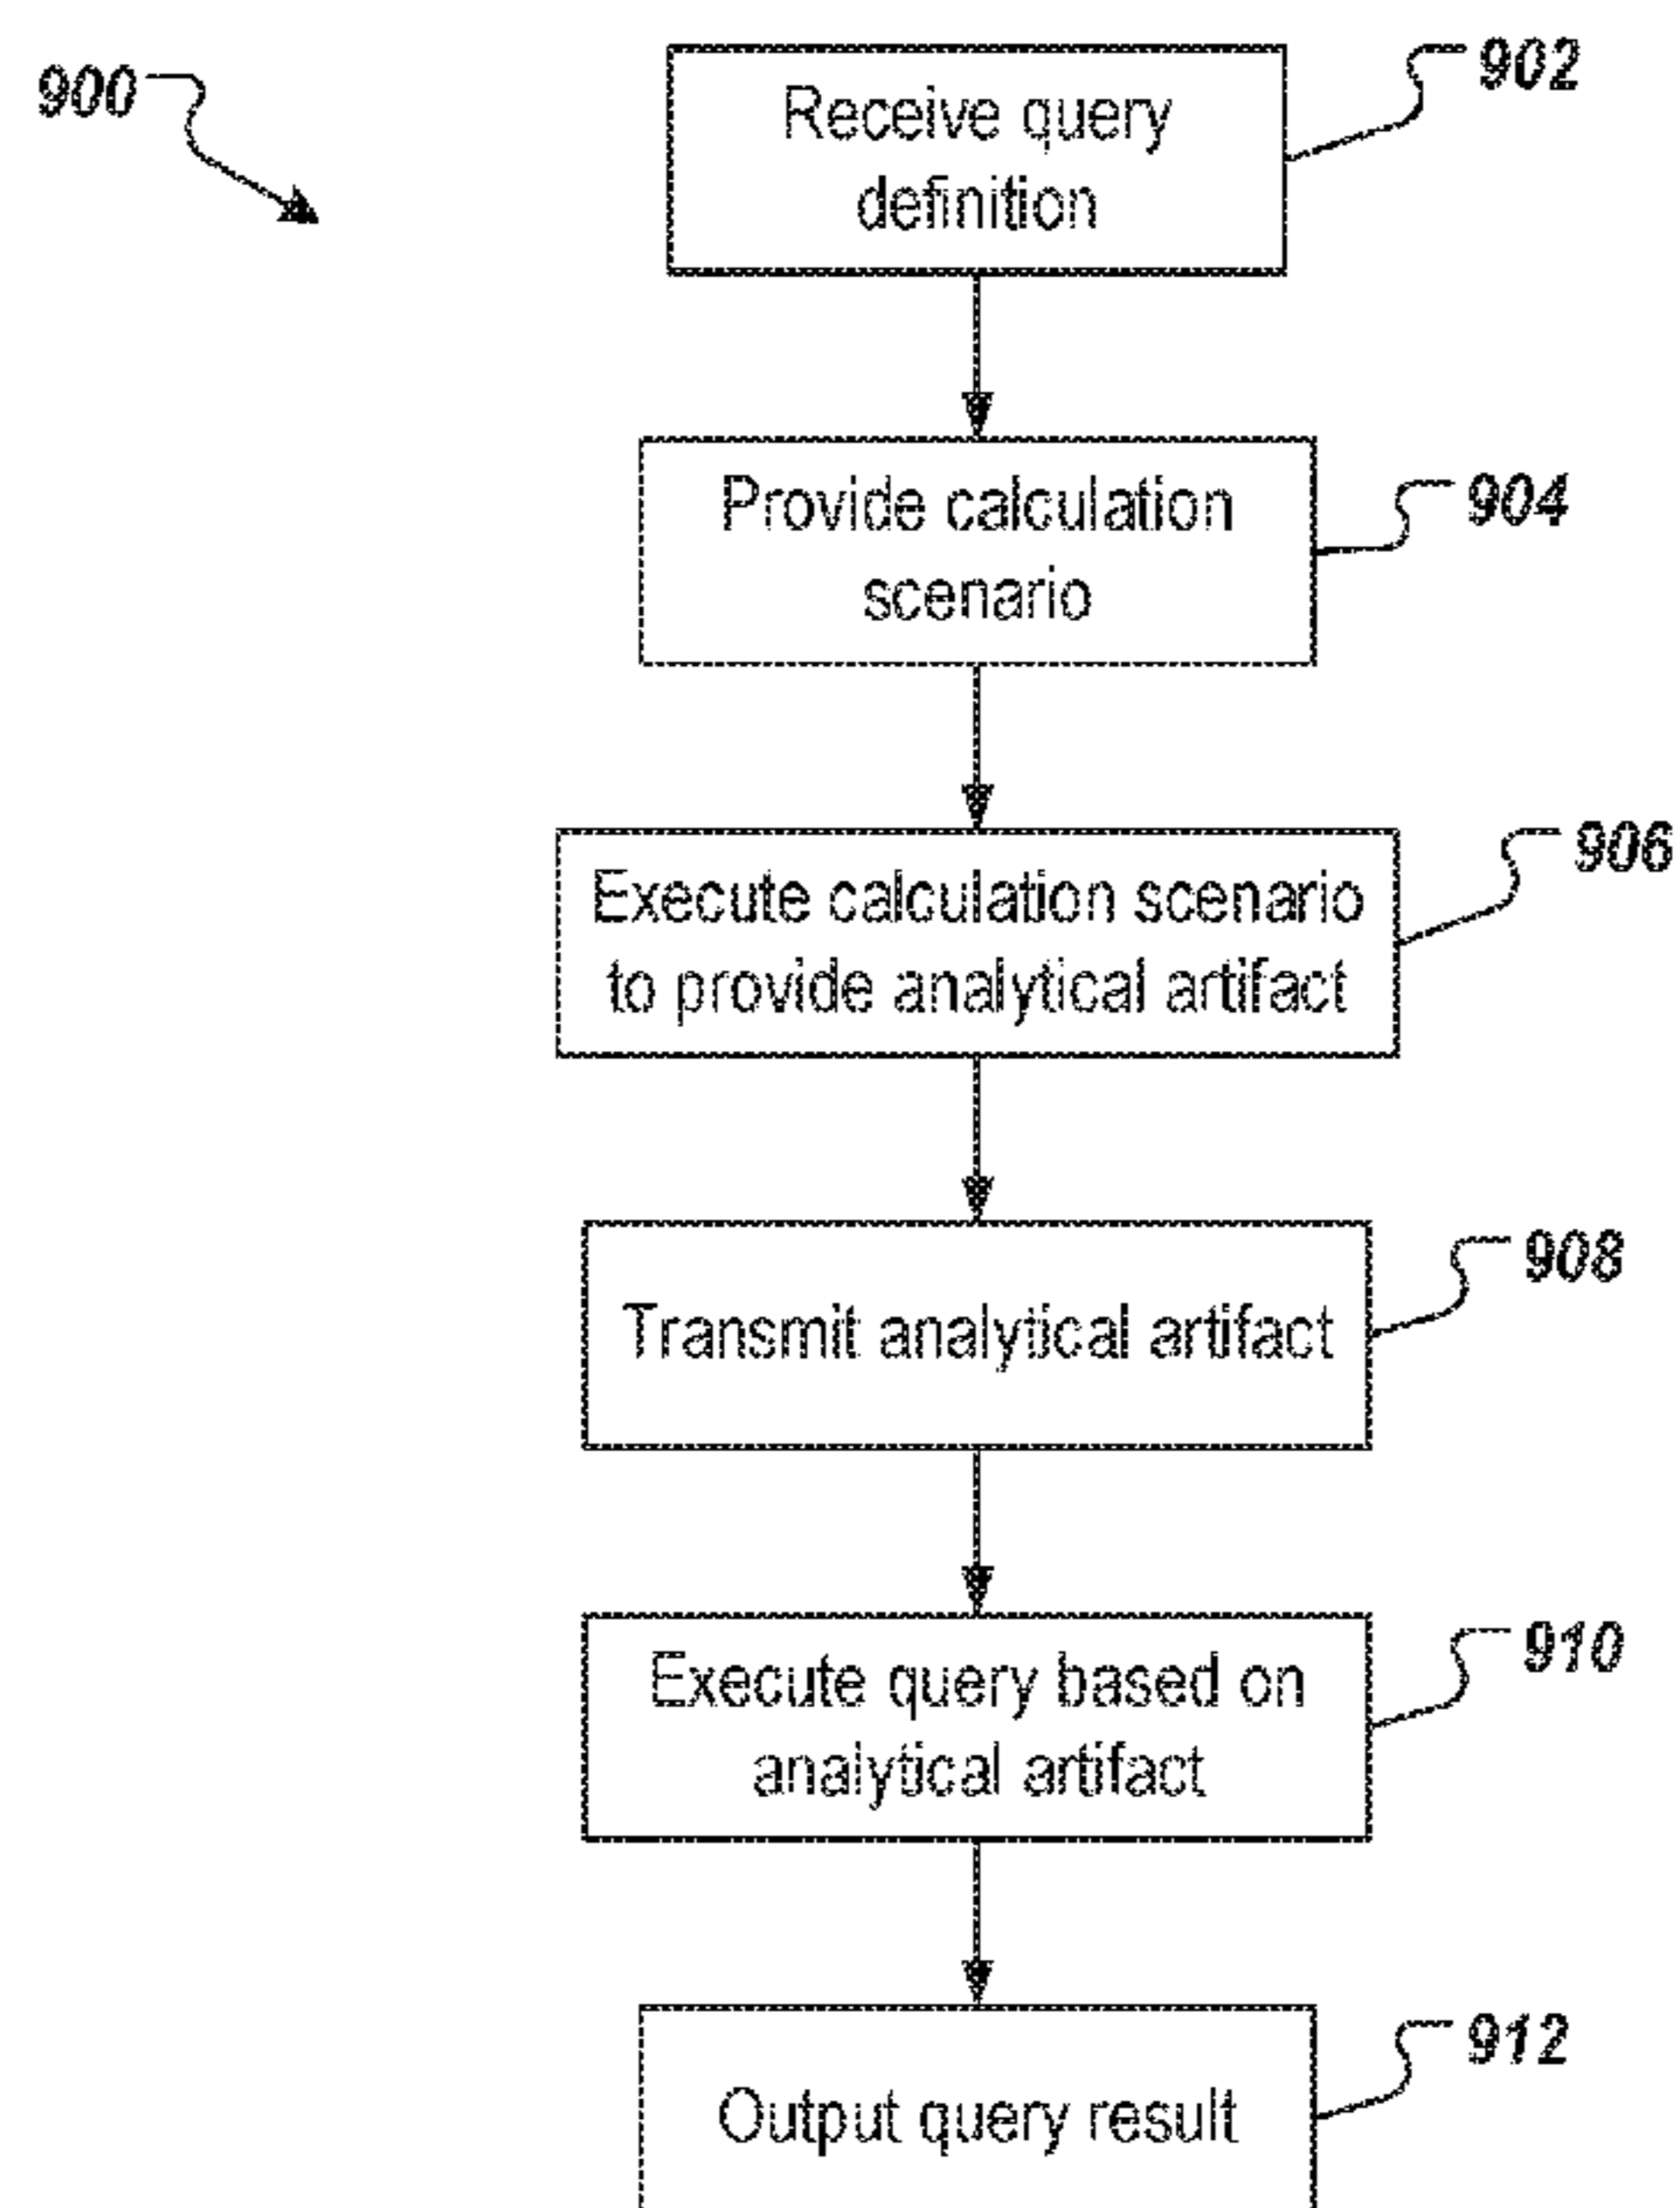 900
902
Receive query
definition
904
Provide calculation
scenario
906
Execute calculation scenario
to provide analytical artifact
908
Transmit analytical artifact
910
Execute query based on
analytical artifact
912
Output query result